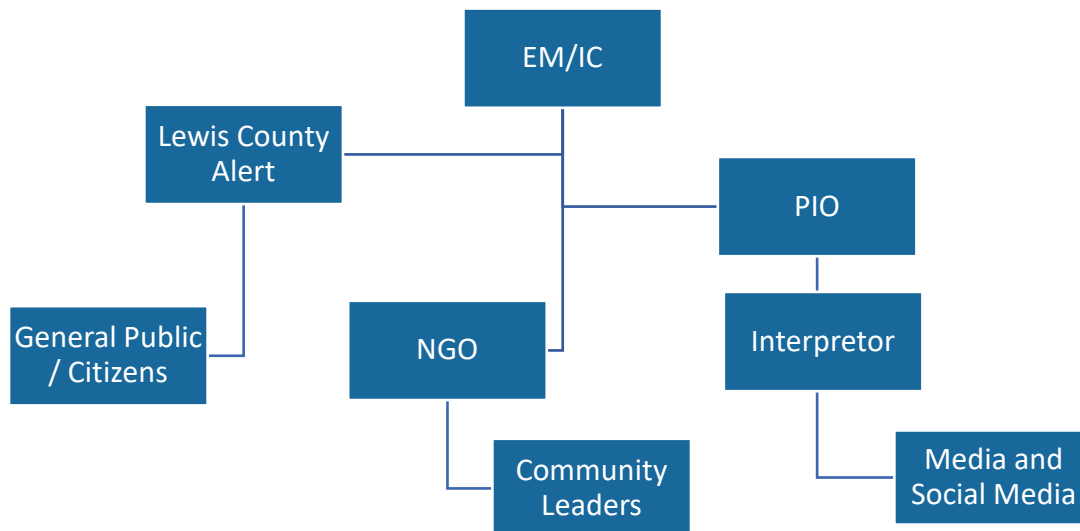 EM/IC
Lewis County
Alert
PIO
General Public
/ Citizens
NGO
Interpretor
Community
Leaders
Media and
Social Media